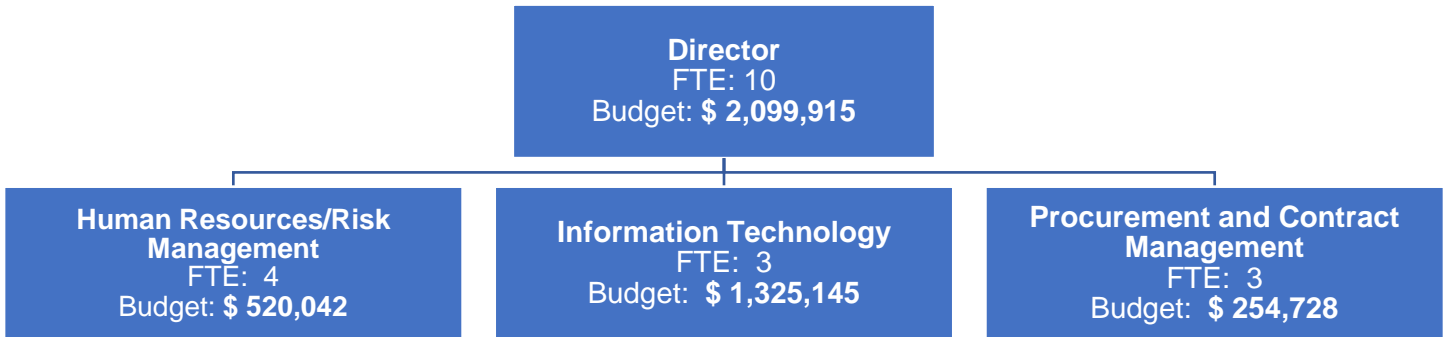 Director
FTE: 10
Budget: $ 2,099,915
Human Resources/Risk
Management
FTE: 4
Budget: $ 520,042
Information Technology
FTE: 3
Budget: $ 1,325,145
Procurement and Contract
Management
FTE: 3
Budget: $ 254,728